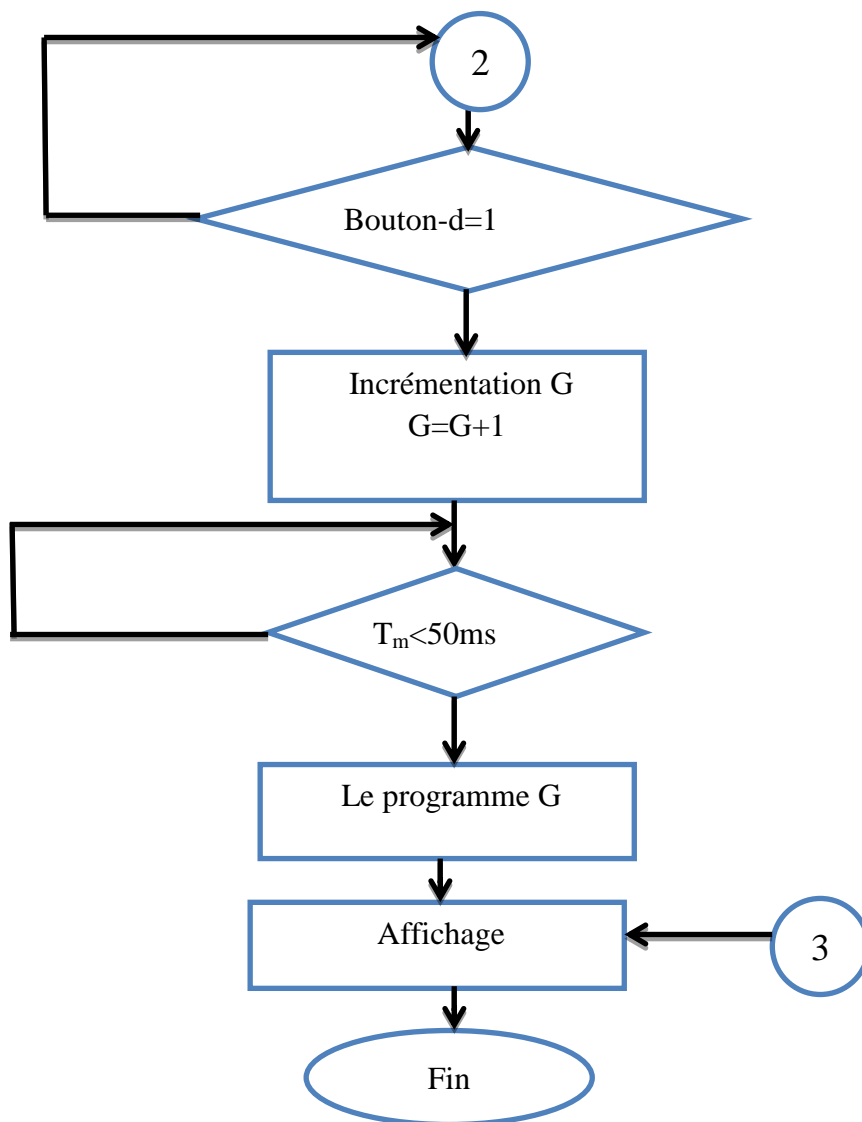 2
Bouton-d=1
Incrémentation G
G=G+1
Tm<50ms
Le programme G
Affichage
3
Fin